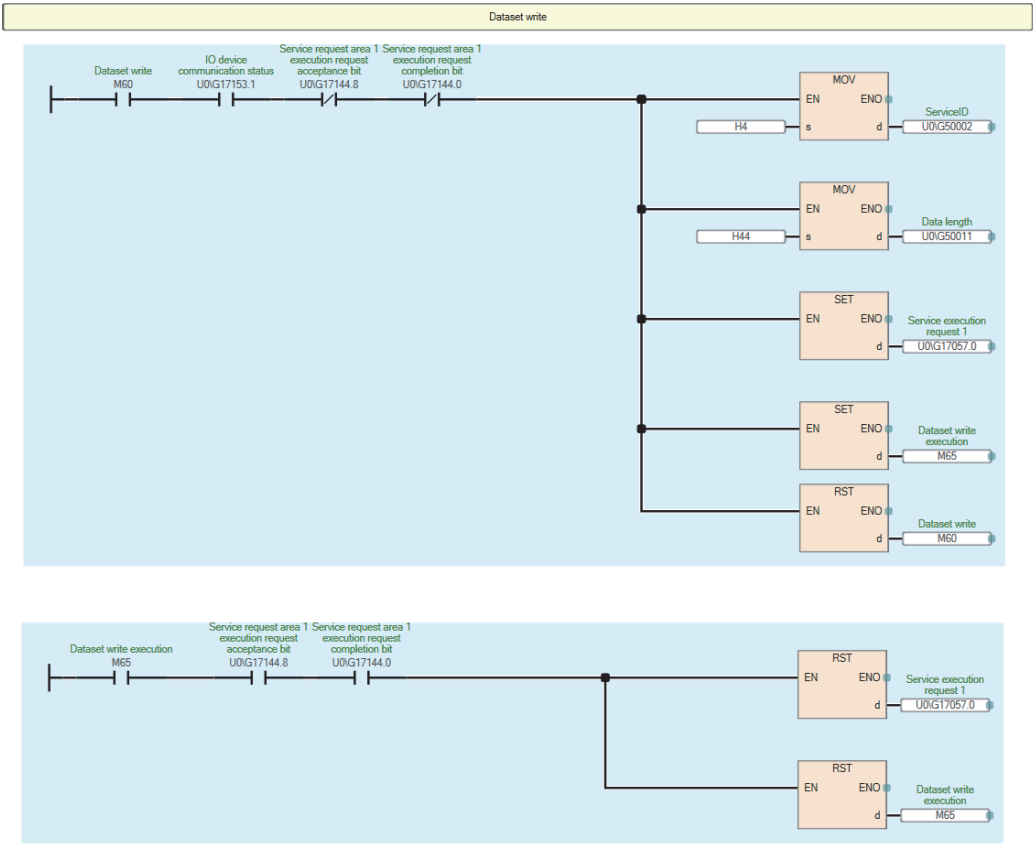 Dataset write
Dataset write
M60
IO device
communication status
U0\G17153.1
Service request area 1
execution request
acceptance bit
U0\G17144.8
Service request area 1
execution request
completion bit
U0\G17144.0
MOV
EN ENO
H4 s d
ServiceID
U0\G50002
MOV
EN ENO
H44 s d
Data length
U0\G50011
SET
EN ENO
d
Service execution
request 1
U0\G17057.0
SET
EN ENO
d
Dataset write
execution
M65
RST
EN ENO
d
Dataset write
M60
Dataset write execution
M65
Service request area 1
execution request
acceptance bit
U0\G17144.8
Service request area 1
execution request
completion bit
U0\G17144.0
RST
EN ENO
d
Service execution
request 1
U0\G17057.0
RST
EN ENO
d
Dataset write
execution
M65